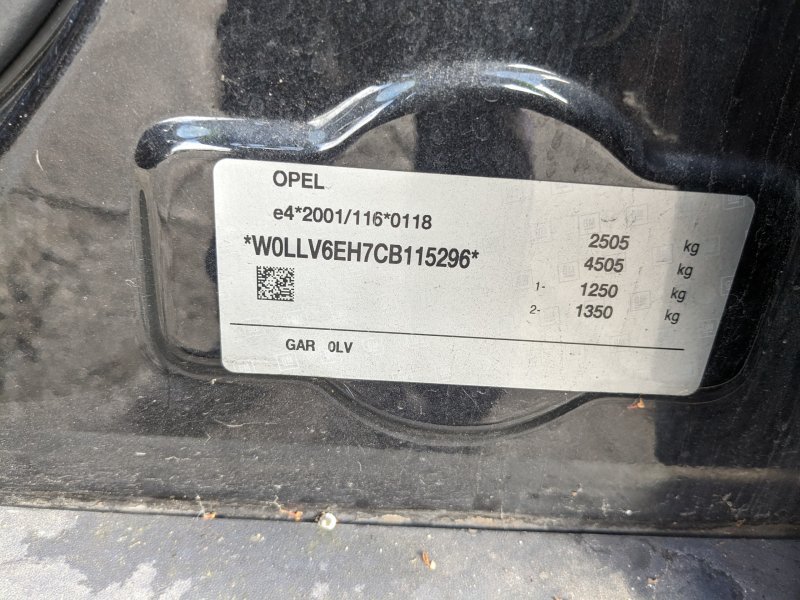 OPEL
e4*2001/116*0118
*W0LLV6EH7CB115296*
2505 kg
4505 kg
1- 1250 kg
2- 1350 kg
GAR 0LV